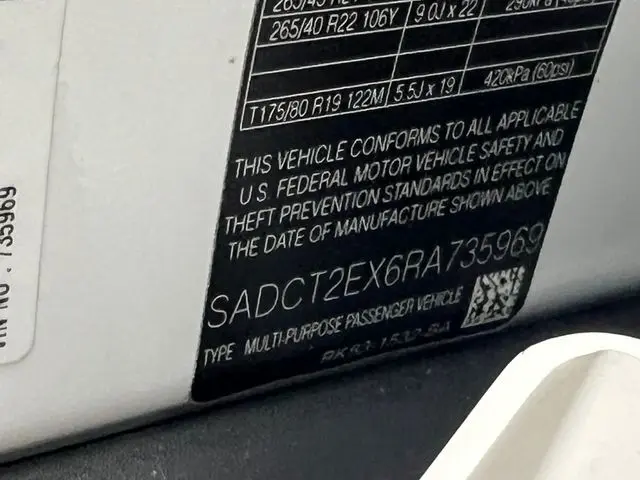 265/40 R22 106Y 9.0J x 22
T175/80 R19 122M 5.5J x 19 420kPa (60psi)
THIS VEHICLE CONFORMS TO ALL APPLICABLE
U.S. FEDERAL MOTOR VEHICLE SAFETY AND
THEFT PREVENTION STANDARDS IN EFFECT ON
THE DATE OF MANUFACTURE SHOWN ABOVE
SADCT2EX6RA735969
TYPE MULTI-PURPOSE PASSENGER VEHICLE
VIN NO : 735969